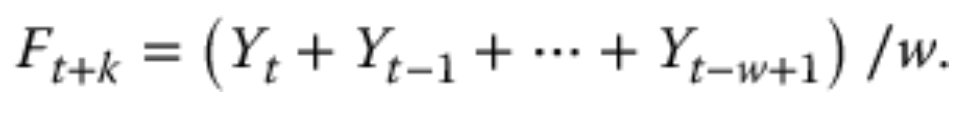 F_{t+k} = (Y_t + Y_{t−1} + ⋯ + Y_{t−w+1}) /w.